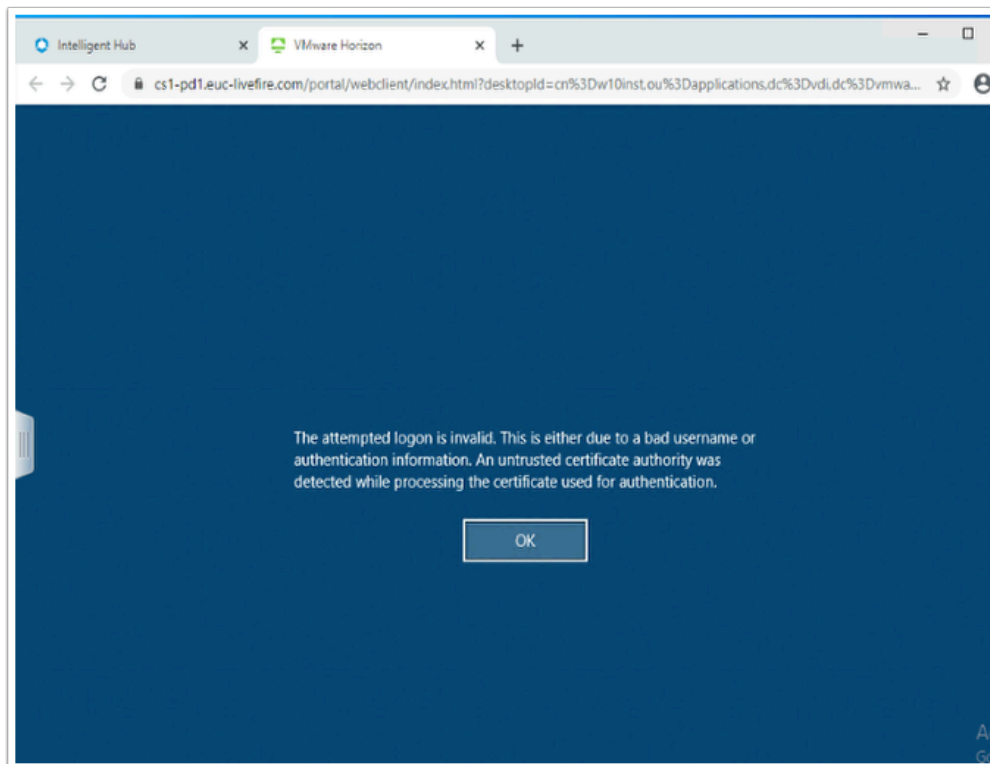 Intelligent Hub
VMware Horizon
cs1-pd1.euc-livefire.com/portal/webclient/index.html?desktopId=cn%3Dw10inst,ou%3Dapplications,dc%3Dvdi,dc%3Dvmwa...
The attempted logon is invalid. This is either due to a bad username or
authentication information. An untrusted certificate authority was
detected while processing the certificate used for authentication.
OK